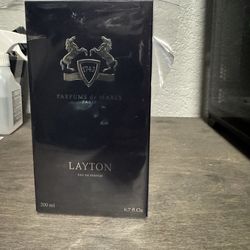 1743
PARFUMS de MARLY
PARIS
LAYTON
EAU DE PARFUM
200 ml
6.7 fl.Oz